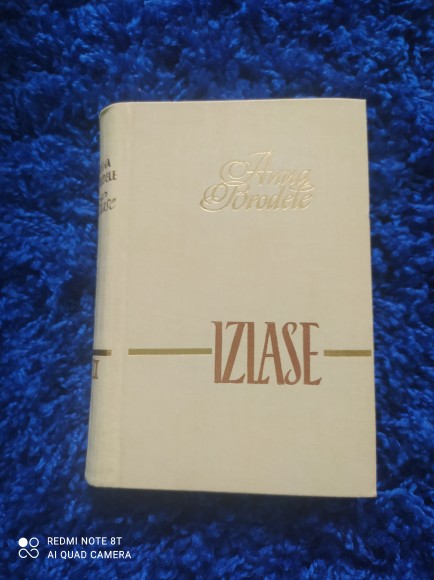 Anna
Brodele
IZLASE
REDMI NOTE 8T
AI QUAD CAMERA